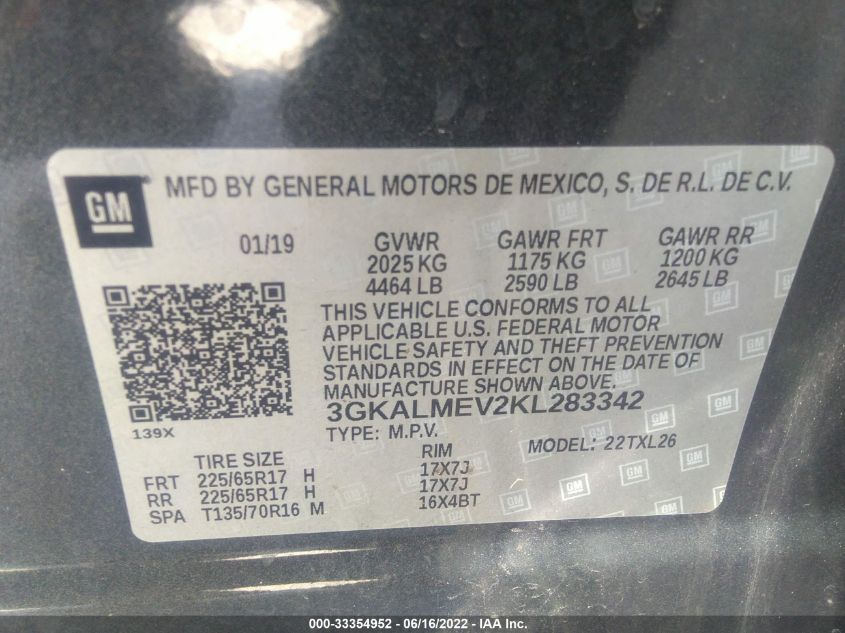 GM MFD BY GENERAL MOTORS DE MEXICO, S. DE R.L. DE C.V.
01/19 GVWR GAWR FRT GAWR RR
2025 KG 1175 KG 1200 KG
4464 LB 2590 LB 2645 LB
THIS VEHICLE CONFORMS TO ALL
APPLICABLE U.S. FEDERAL MOTOR
VEHICLE SAFETY AND THEFT PREVENTION
STANDARDS IN EFFECT ON THE DATE OF
MANUFACTURE SHOWN ABOVE.
3GKALMEV2KL283342
139X TYPE: M.P.V. MODEL: 22TXL26
TIRE SIZE RIM
FRT 225/65R17 H 17X7J
RR 225/65R17 H 17X7J
SPA T135/70R16 M 16X4BT
000-33354952 - 06/16/2022 - IAA Inc.